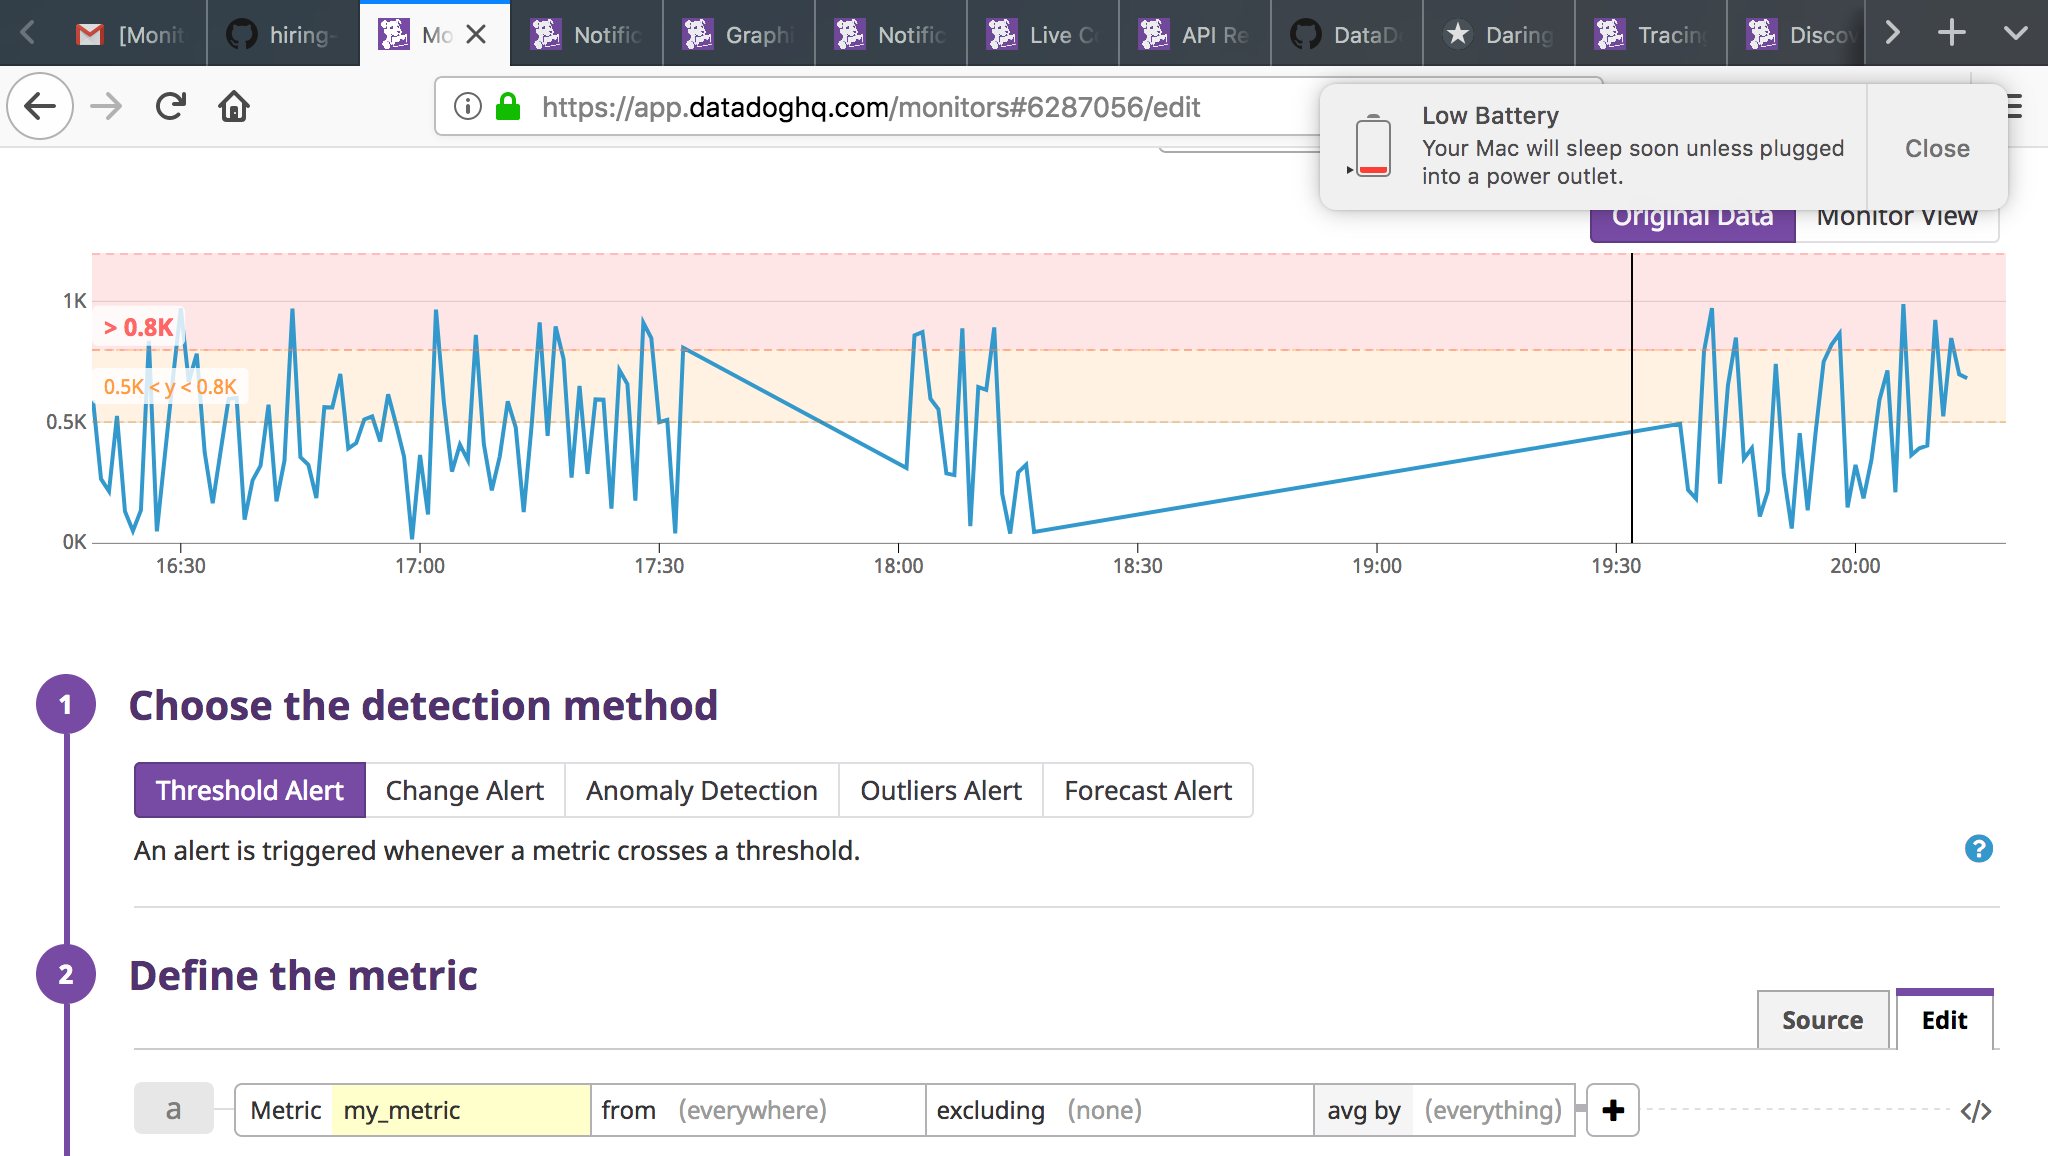 [Monit hiring- Mo Notific Graphi Notific Live C API Re DataD Daring Tracin Discov
https://app.datadoghq.com/monitors#6287056/edit
Low Battery
Your Mac will sleep soon unless plugged
into a power outlet.
Close
Original Data Monitor View
1K
> 0.8K
0.5K < y < 0.8K
0.5K
0K
16:30 17:00 17:30 18:00 18:30 19:00 19:30 20:00
1 Choose the detection method
Threshold Alert Change Alert Anomaly Detection Outliers Alert Forecast Alert
An alert is triggered whenever a metric crosses a threshold.
?
2 Define the metric
Source Edit
a Metric my_metric from (everywhere) excluding (none) avg by (everything) + </>